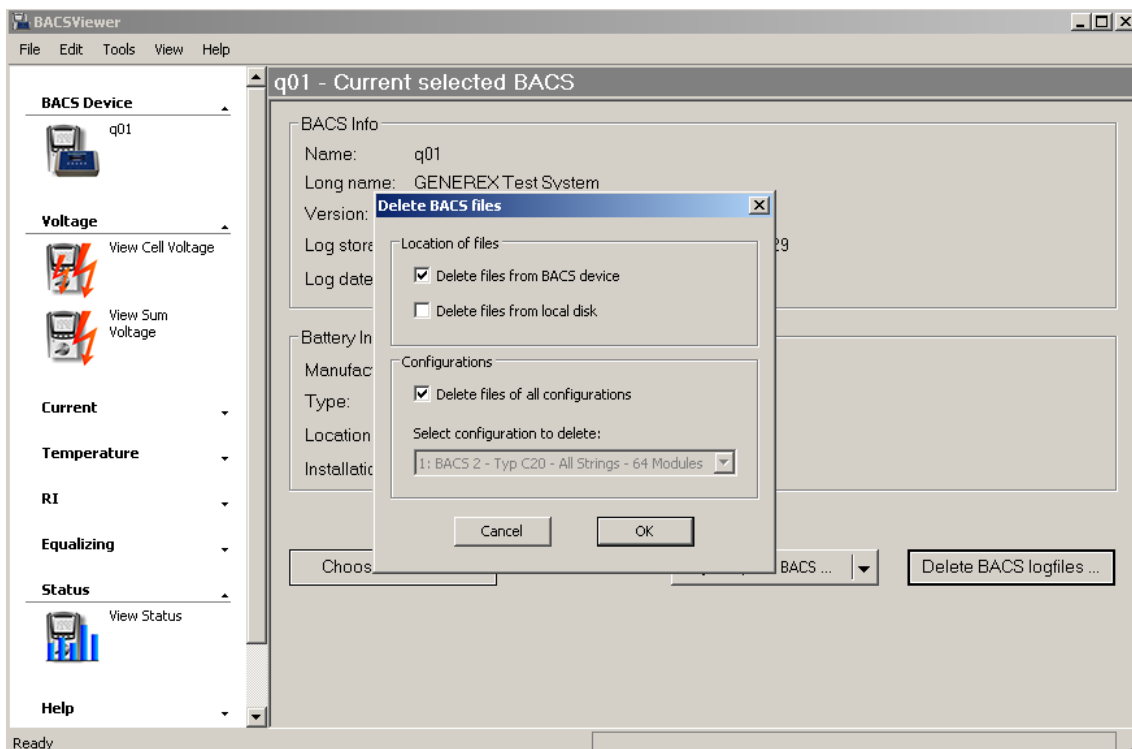 BACSViewer
File Edit Tools View Help
BACS Device
q01
Voltage
View Cell Voltage
View Sum
Voltage
Current
Temperature
RI
Equalizing
Status
View Status
Help
q01 - Current selected BACS
BACS Info
Name: q01
Long name: GENEREX Test System
Version:
Log store
29
Log date
Battery In
Manufac
Type:
Location
Installatio
Delete BACS files
Location of files
Delete files from BACS device
Delete files from local disk
Configurations
Delete files of all configurations
Select configuration to delete:
1: BACS 2 - Typ C20 - All Strings - 64 Modules
Cancel OK
Choos
BACS ...
Delete BACS logfiles ...
Ready